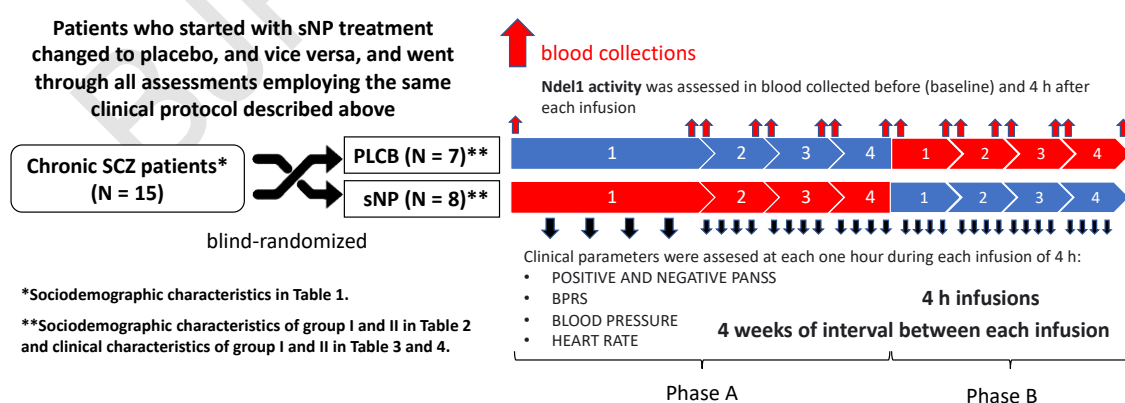 Patients who started with sNP treatment
changed to placebo, and vice versa, and went
through all assessments employing the same
clinical protocol described above
Chronic SCZ patients*
(N = 15)
blind-randomized
PLCB (N = 7)**
sNP (N = 8)**
*Sociodemographic characteristics in Table 1.
**Sociodemographic characteristics of group I and II in Table 2
and clinical characteristics of group I and II in Table 3 and 4.
blood collections
Ndel1 activity was assessed in blood collected before (baseline) and 4 h after
each infusion
1 2 3 4 1 2 3 4
1 2 3 4 1 2 3 4
Clinical parameters were assesed at each one hour during each infusion of 4 h:
• POSITIVE AND NEGATIVE PANSS
• BPRS
• BLOOD PRESSURE
• HEART RATE
4 h infusions
4 weeks of interval between each infusion
Phase A
Phase B